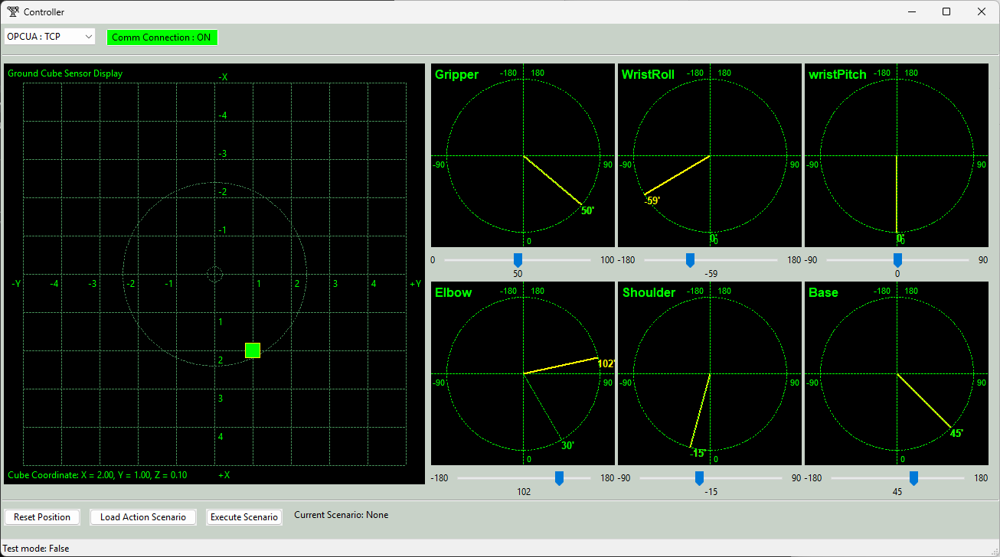 Controller
OPCUA : TCP
Comm Connection : ON
Ground Cube Sensor Display
-X
-4
-3
-2
-1
-Y -4 -3 -2 -1 1 2 3 4 +Y
1
2
3
4
Cube Coordinate: X = 2.00, Y = 1.00, Z = 0.10 +X
Gripper -180 180
-90 90
50'
0
0 100
50
WristRoll -180 180
-90 90
-59'
0'
0
-180 180
-59
wristPitch -180 180
-90 90
0'
0
-90 90
0
Elbow -180 180
102'
-90 90
30'
0
-180 180
102
Shoulder -180 180
-90 90
-15'
0
-90 90
-15
Base -180 180
-90 90
45'
0
-180 180
45
Reset Position
Load Action Scenario
Execute Scenario
Current Scenario: None
Test mode: False